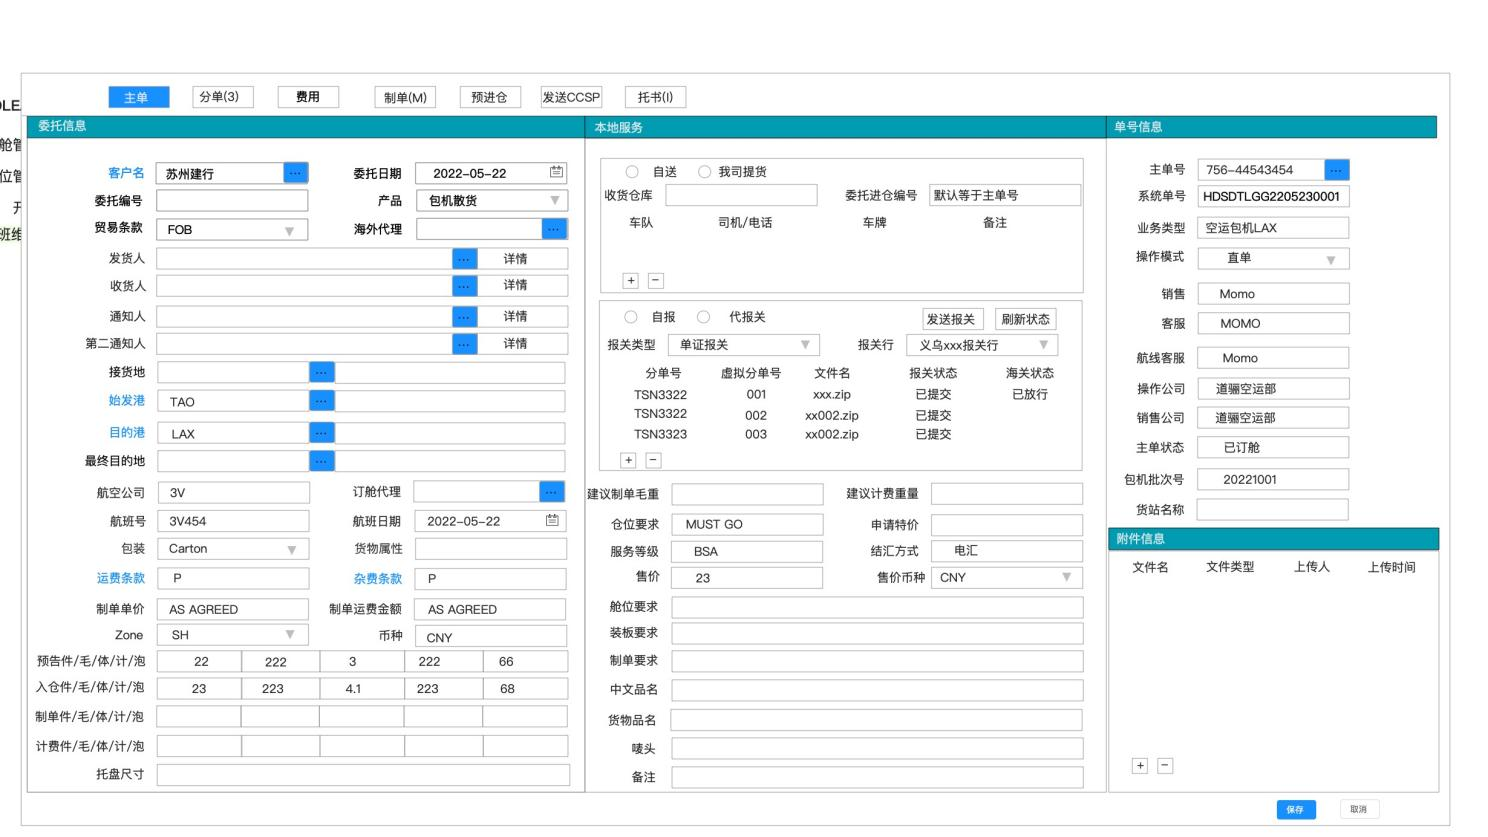 主单 分单(3) 费用 制单(M) 预进仓 发送CCSP 托书(I)
委托信息
客户名 苏州建行 ... 委托日期 2022-05-22
委托编号 产品 包机散货
贸易条款 FOB 海外代理 ...
发货人 ... 详情
收货人 ... 详情
通知人 ... 详情
第二通知人 ... 详情
接货地 ...
始发港 TAO ...
目的港 LAX ...
最终目的地 ...
航空公司 3V 订舱代理 ...
航班号 3V454 航班日期 2022-05-22
包装 Carton 货物属性
运费条款 P 杂费条款 P
制单单价 AS AGREED 制单运费金额 AS AGREED
Zone SH 币种 CNY
预告件/毛/体/计/泡 22 222 3 222 66
入仓件/毛/体/计/泡 23 223 4.1 223 68
制单件/毛/体/计/泡
计费件/毛/体/计/泡
托盘尺寸
本地服务
自送 我司提货
收货仓库 委托进仓编号 默认等于主单号
车队 司机/电话 车牌 备注
+ −
自报 代报关 发送报关 刷新状态
报关类型 单证报关 报关行 义乌xxx报关行
分单号 虚拟分单号 文件名 报关状态 海关状态
TSN3322 001 xxx.zip 已提交 已放行
TSN3322 002 xx002.zip 已提交
TSN3323 003 xx002.zip 已提交
+ −
建议制单毛重 建议计费重量
仓位要求 MUST GO 申请特价
服务等级 BSA 结汇方式 电汇
售价 23 售价币种 CNY
舱位要求
装板要求
制单要求
中文品名
货物品名
唛头
备注
单号信息
主单号 756-44543454 ...
系统单号 HDSDTLGG2205230001
业务类型 空运包机LAX
操作模式 直单
销售 Momo
客服 MOMO
航线客服 Momo
操作公司 道骊空运部
销售公司 道骊空运部
主单状态 已订舱
包机批次号 20221001
货站名称
附件信息
文件名 文件类型 上传人 上传时间
+ −
保存 取消